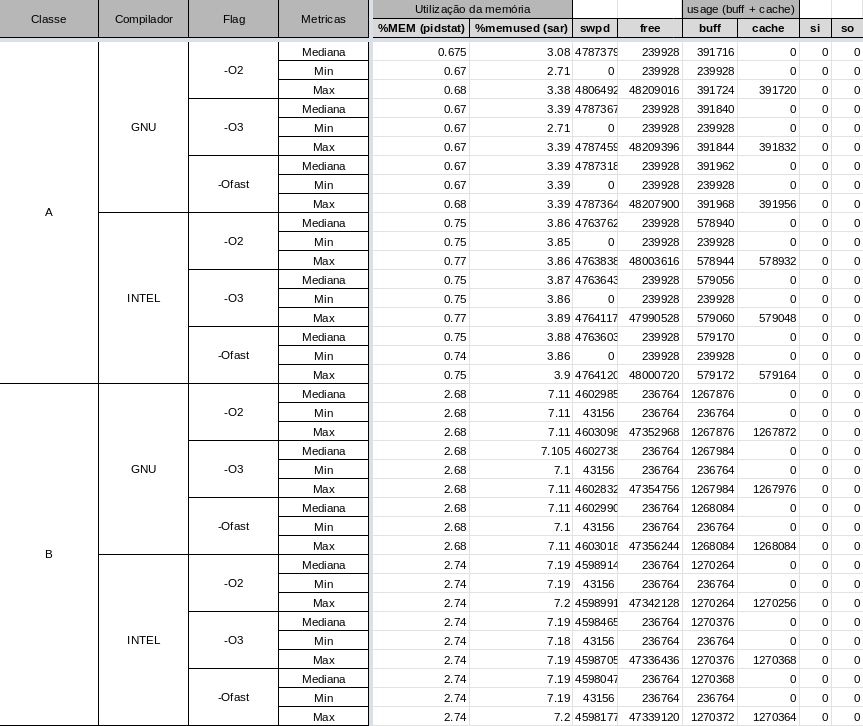 Classe Compilador Flag Metricas Utilização da memória usage (buff + cache)
%MEM (pidstat) %memused (sar) swpd free buff cache si so
A GNU -O2 Mediana 0.675 3.08 4787379 239928 391716 0 0 0
Min 0.67 2.71 0 239928 239928 0 0 0
Max 0.68 3.38 4806492 48209016 391724 391720 0 0
-O3 Mediana 0.67 3.39 4787367 239928 391840 0 0 0
Min 0.67 2.71 0 239928 239928 0 0 0
Max 0.67 3.39 4787459 48209396 391844 391832 0 0
-Ofast Mediana 0.67 3.39 4787318 239928 391962 0 0 0
Min 0.67 3.39 0 239928 239928 0 0 0
Max 0.68 3.39 4787364 48207900 391968 391956 0 0
INTEL -O2 Mediana 0.75 3.86 4763762 239928 578940 0 0 0
Min 0.75 3.85 0 239928 239928 0 0 0
Max 0.77 3.86 4763838 48003616 578944 578932 0 0
-O3 Mediana 0.75 3.87 4763643 239928 579056 0 0 0
Min 0.75 3.86 0 239928 239928 0 0 0
Max 0.77 3.89 4764117 47990528 579060 579048 0 0
-Ofast Mediana 0.75 3.88 4763603 239928 579170 0 0 0
Min 0.74 3.86 0 239928 239928 0 0 0
Max 0.75 3.9 4764120 48000720 579172 579164 0 0
B GNU -O2 Mediana 2.68 7.11 4602985 236764 1267876 0 0 0
Min 2.68 7.11 43156 236764 236764 0 0 0
Max 2.68 7.11 4603098 47352968 1267876 1267872 0 0
-O3 Mediana 2.68 7.105 4602738 236764 1267984 0 0 0
Min 2.68 7.1 43156 236764 236764 0 0 0
Max 2.68 7.11 4602832 47354756 1267984 1267976 0 0
-Ofast Mediana 2.68 7.11 4602990 236764 1268084 0 0 0
Min 2.68 7.1 43156 236764 236764 0 0 0
Max 2.68 7.11 4603018 47356244 1268084 1268084 0 0
INTEL -O2 Mediana 2.74 7.19 4598914 236764 1270264 0 0 0
Min 2.74 7.19 43156 236764 236764 0 0 0
Max 2.74 7.2 4598991 47342128 1270264 1270256 0 0
-O3 Mediana 2.74 7.19 4598465 236764 1270376 0 0 0
Min 2.74 7.18 43156 236764 236764 0 0 0
Max 2.74 7.19 4598705 47336436 1270376 1270368 0 0
-Ofast Mediana 2.74 7.19 4598047 236764 1270368 0 0 0
Min 2.74 7.19 43156 236764 236764 0 0 0
Max 2.74 7.2 4598177 47339120 1270372 1270364 0 0